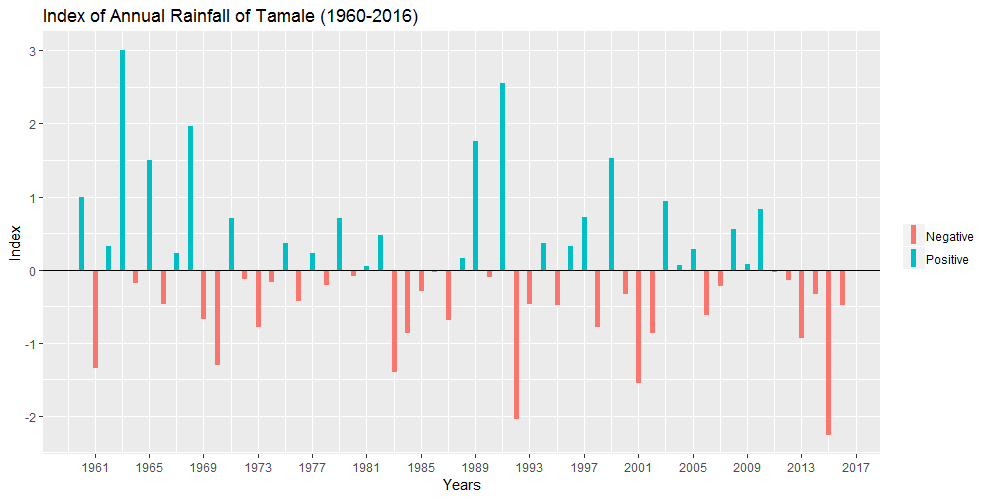 Index of Annual Rainfall of Tamale (1960-2016)
3
2
1
0
-1
-2
Index
1961 1965 1969 1973 1977 1981 1985 1989 1993 1997 2001 2005 2009 2013 2017
Years
Negative
Positive